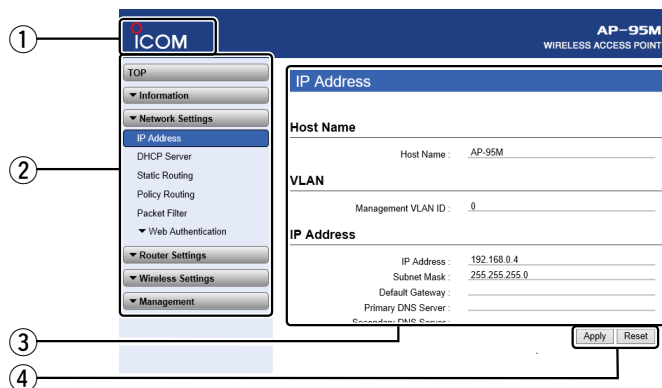 ①
ICOM
AP-95M
WIRELESS ACCESS POINT
②
TOP
▼ Information
▼ Network Settings
IP Address
DHCP Server
Static Routing
Policy Routing
Packet Filter
▼ Web Authentication
▼ Router Settings
▼ Wireless Settings
▼ Management
IP Address
Host Name
Host Name : AP-95M
VLAN
Management VLAN ID : 0
IP Address
IP Address : 192.168.0.4
Subnet Mask : 255.255.255.0
Default Gateway :
Primary DNS Server :
Secondary DNS Server :
③
Apply Reset
④